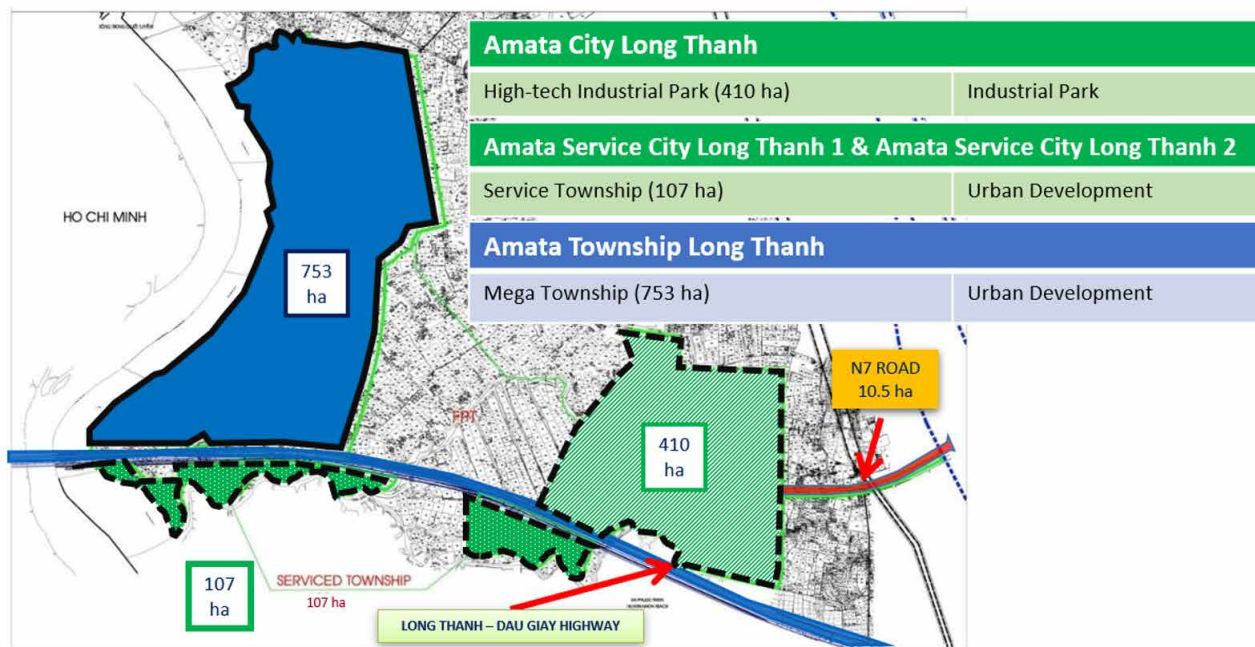 Amata City Long Thanh
High-tech Industrial Park (410 ha)
Industrial Park
Amata Service City Long Thanh 1 & Amata Service City Long Thanh 2
Service Township (107 ha)
Urban Development
Amata Township Long Thanh
Mega Township (753 ha)
Urban Development
HO CHI MINH
753
ha
N7 ROAD
10.5 ha
FPT
410
ha
107
ha
SERVICED TOWNSHIP
107 ha
LONG THANH – DAU GIAY HIGHWAY